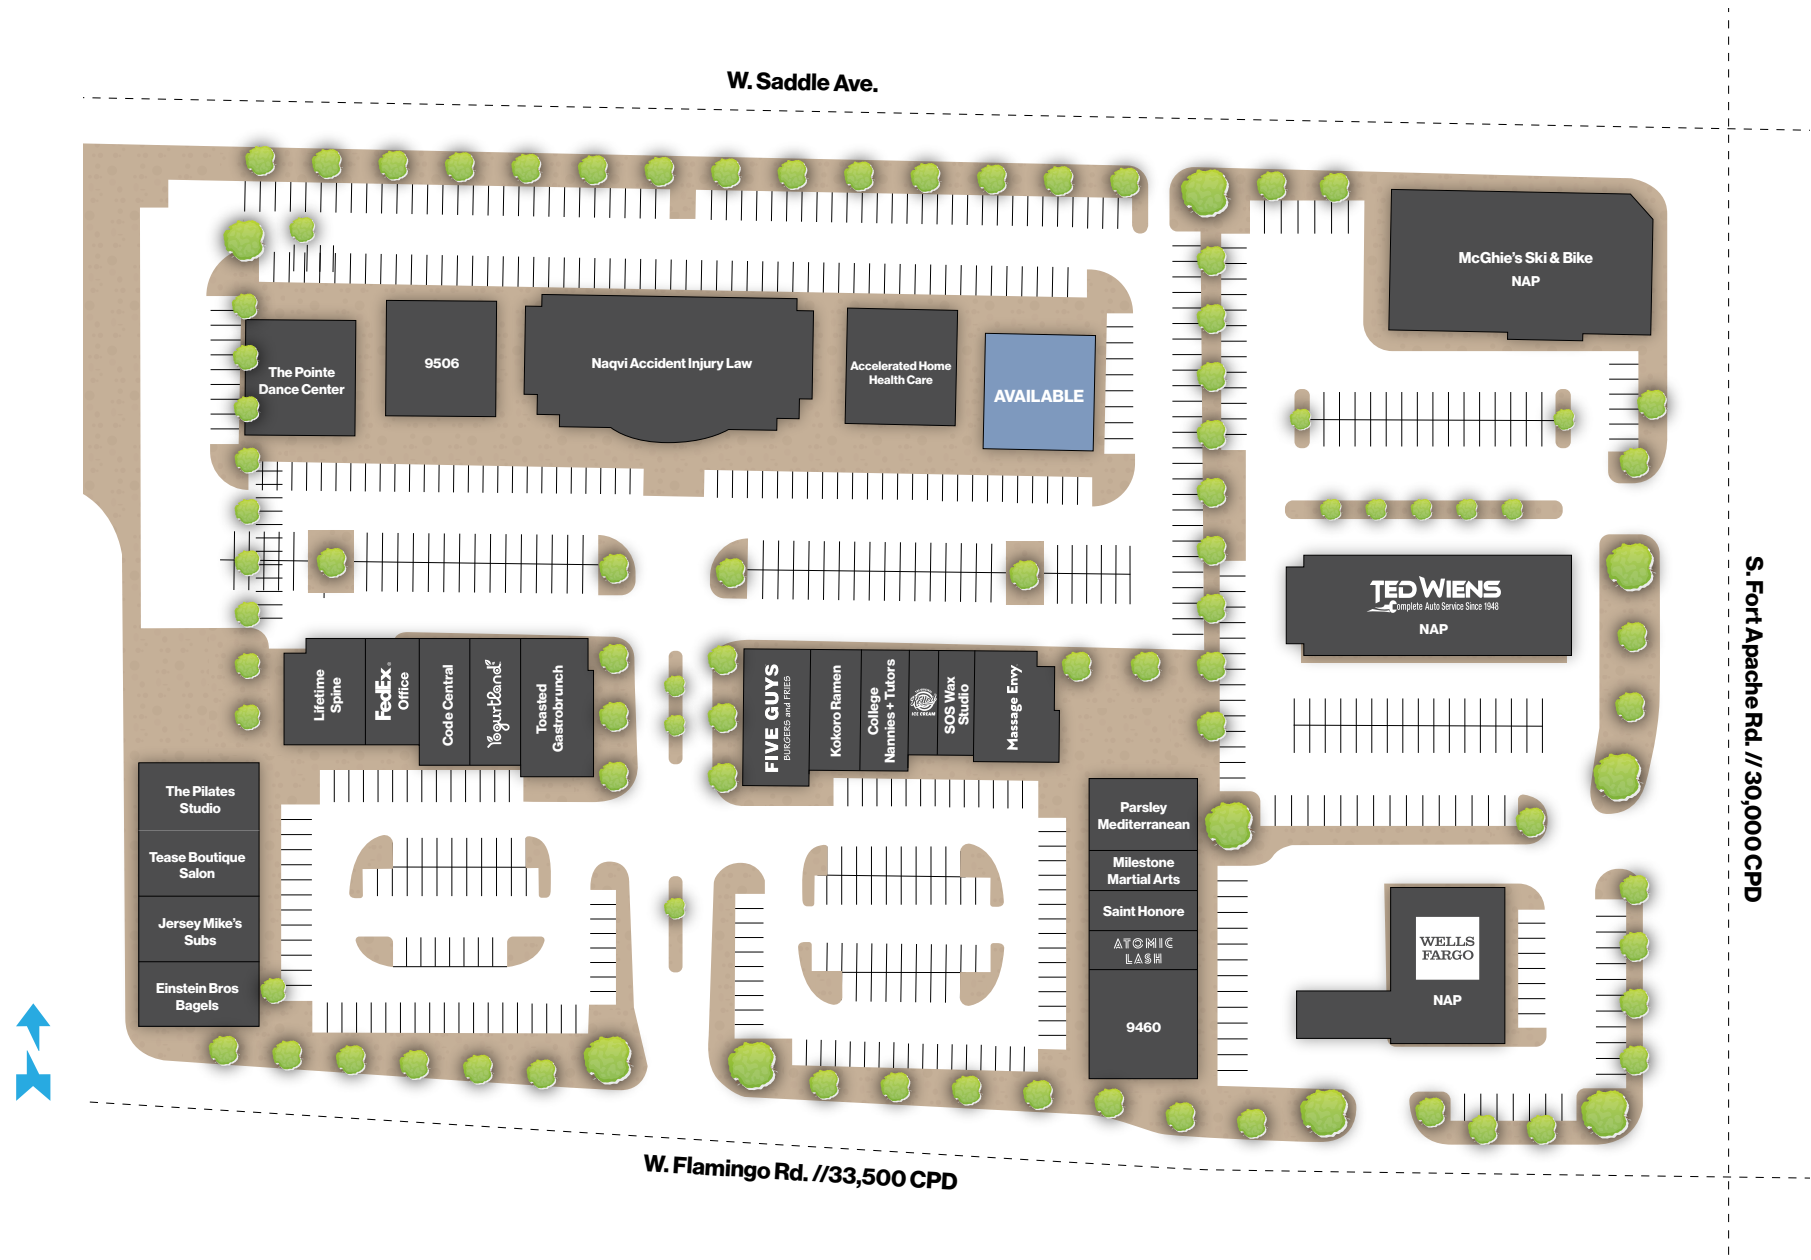 W. Saddle Ave.
McGhie's Ski & Bike
NAP
The Pointe
Dance Center
9506
Naqvi Accident Injury Law
Accelerated Home
Health Care
AVAILABLE
TED WIENS
Complete Auto Service Since 1948
NAP
S. Fort Apache Rd. // 30,000 CPD
Lifetime
Spine
FedEx®
Office
Code Central
Yogurtland
Toasted
Gastrobrunch
FIVE GUYS
BURGERS and FRIES
Kokoro Ramen
College
Nannies + Tutors
ICE CREAM
SOS Wax
Studio
Massage Envy
The Pilates
Studio
Tease Boutique
Salon
Jersey Mike's
Subs
Einstein Bros
Bagels
Parsley
Mediterranean
Milestone
Martial Arts
Saint Honore
ATOMIC
LASH
9460
WELLS
FARGO
NAP
W. Flamingo Rd. //33,500 CPD